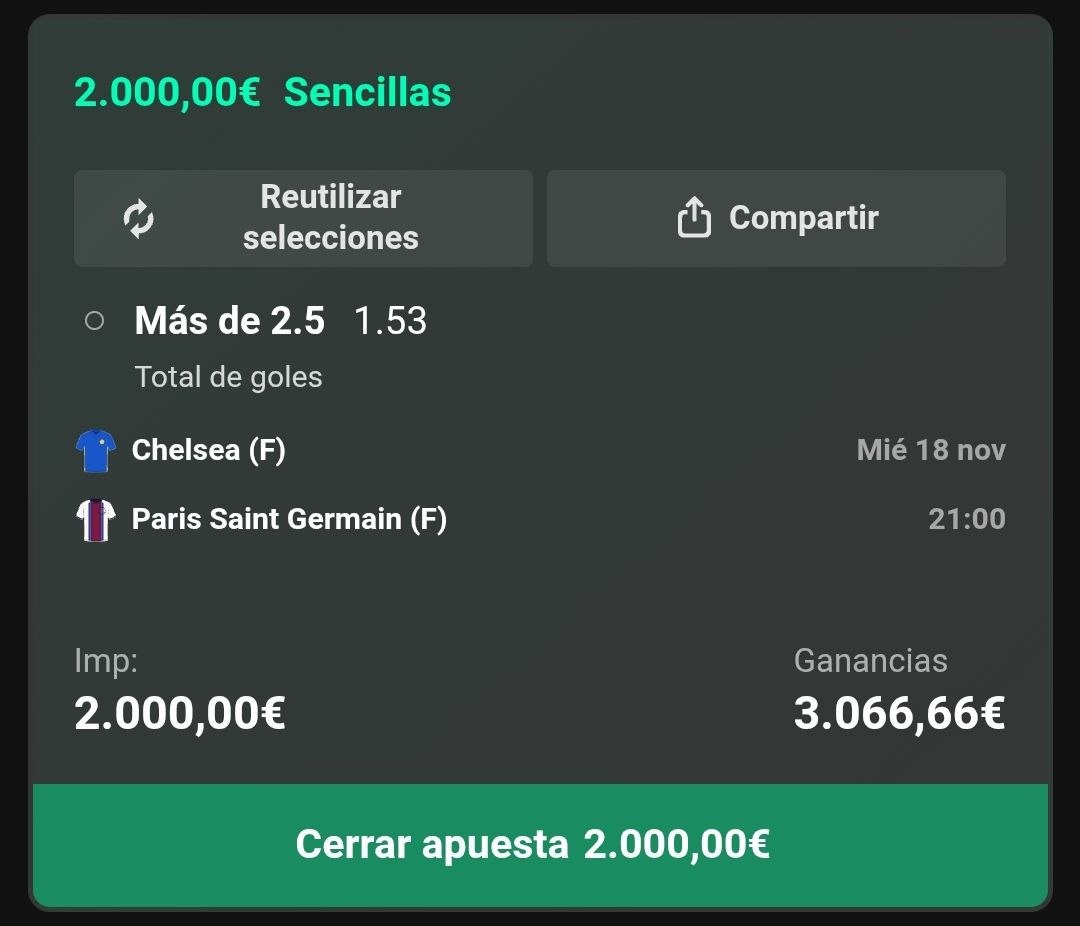 2.000,00€ Sencillas
Reutilizar
selecciones
Compartir
Más de 2.5 1.53
Total de goles
Chelsea (F) Mié 18 nov
Paris Saint Germain (F) 21:00
Imp: Ganancias
2.000,00€ 3.066,66€
Cerrar apuesta 2.000,00€